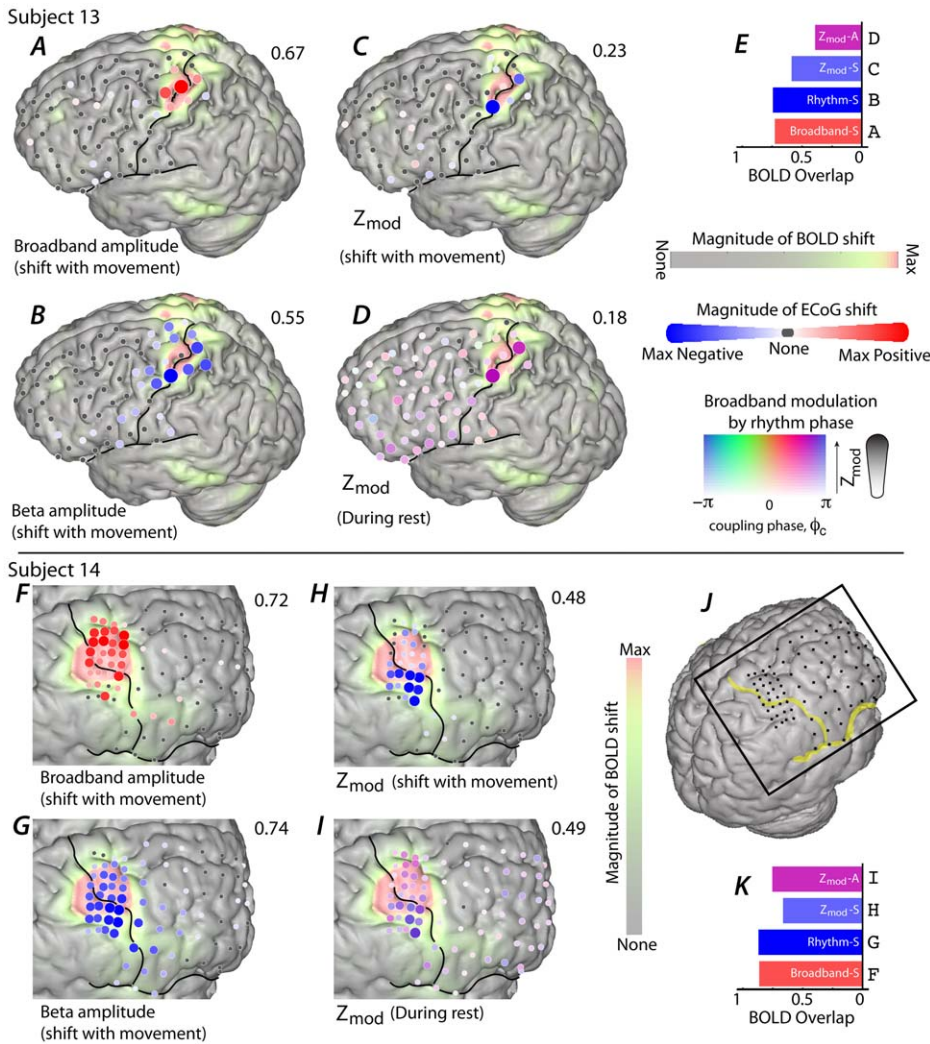 Subject 13
A
0.67
Broadband amplitude
(shift with movement)
C
0.23
Zmod
(shift with movement)
E
Zmod-A D
Zmod-S C
Rhythm-S B
Broadband-S A
1 0.5 0
BOLD Overlap
Magnitude of BOLD shift
None
Max
B
0.55
Beta amplitude
(shift with movement)
D
0.18
Zmod
(During rest)
Magnitude of ECoG shift
Max Negative
None
Max Positive
Broadband modulation
by rhythm phase
Zmod
−π 0 π
coupling phase, ϕc
Subject 14
F
0.72
Broadband amplitude
(shift with movement)
H
0.48
Zmod (shift with movement)
G
0.74
Beta amplitude
(shift with movement)
I
0.49
Zmod (During rest)
Max
Magnitude of BOLD shift
None
J
K
Zmod-A I
Zmod-S H
Rhythm-S G
Broadband-S F
1 0.5 0
BOLD Overlap